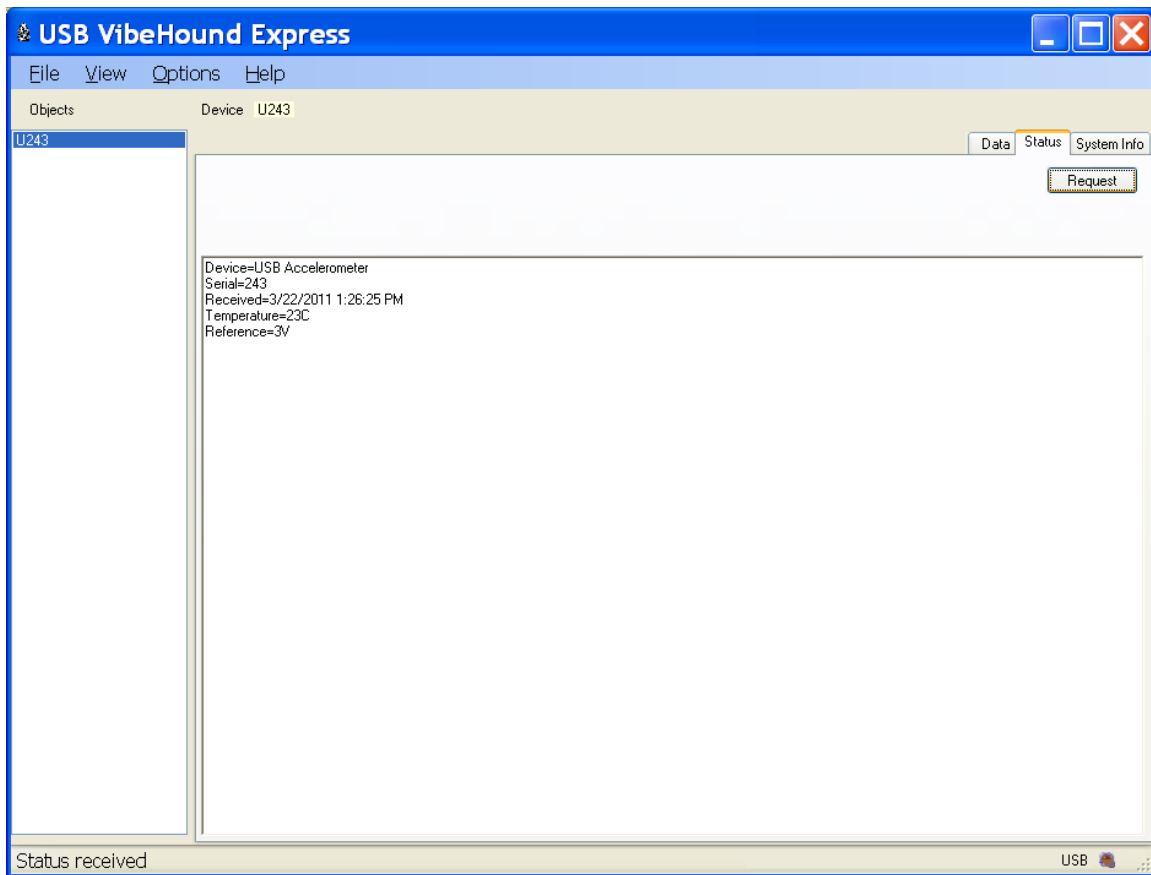 USB VibeHound Express
File View Options Help
Objects Device U243
U243
Data Status System Info
Request
Device=USB Accelerometer
Serial=243
Received=3/22/2011 1:26:25 PM
Temperature=23C
Reference=3V
Status received USB